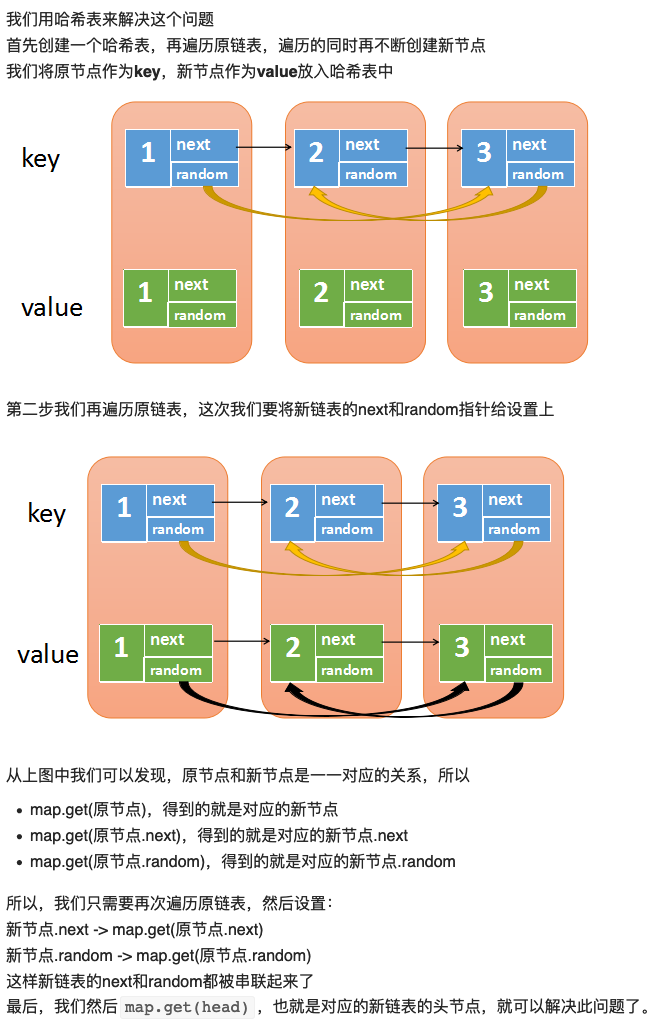 我们用哈希表来解决这个问题
首先创建一个哈希表，再遍历原链表，遍历的同时再不断创建新节点
我们将原节点作为key，新节点作为value放入哈希表中
key
1 next random
2 next random
3 next random
value
1 next random
2 next random
3 next random
第二步我们再遍历原链表，这次我们要将新链表的next和random指针给设置上
key
1 next random
2 next random
3 next random
value
1 next random
2 next random
3 next random
从上图中我们可以发现，原节点和新节点是一一对应的关系，所以
• map.get(原节点)，得到的就是对应的新节点
• map.get(原节点.next)，得到的就是对应的新节点.next
• map.get(原节点.random)，得到的就是对应的新节点.random
所以，我们只需要再次遍历原链表，然后设置：
新节点.next -> map.get(原节点.next)
新节点.random -> map.get(原节点.random)
这样新链表的next和random都被串联起来了
最后，我们然后 map.get(head) ，也就是对应的新链表的头节点，就可以解决此问题了。